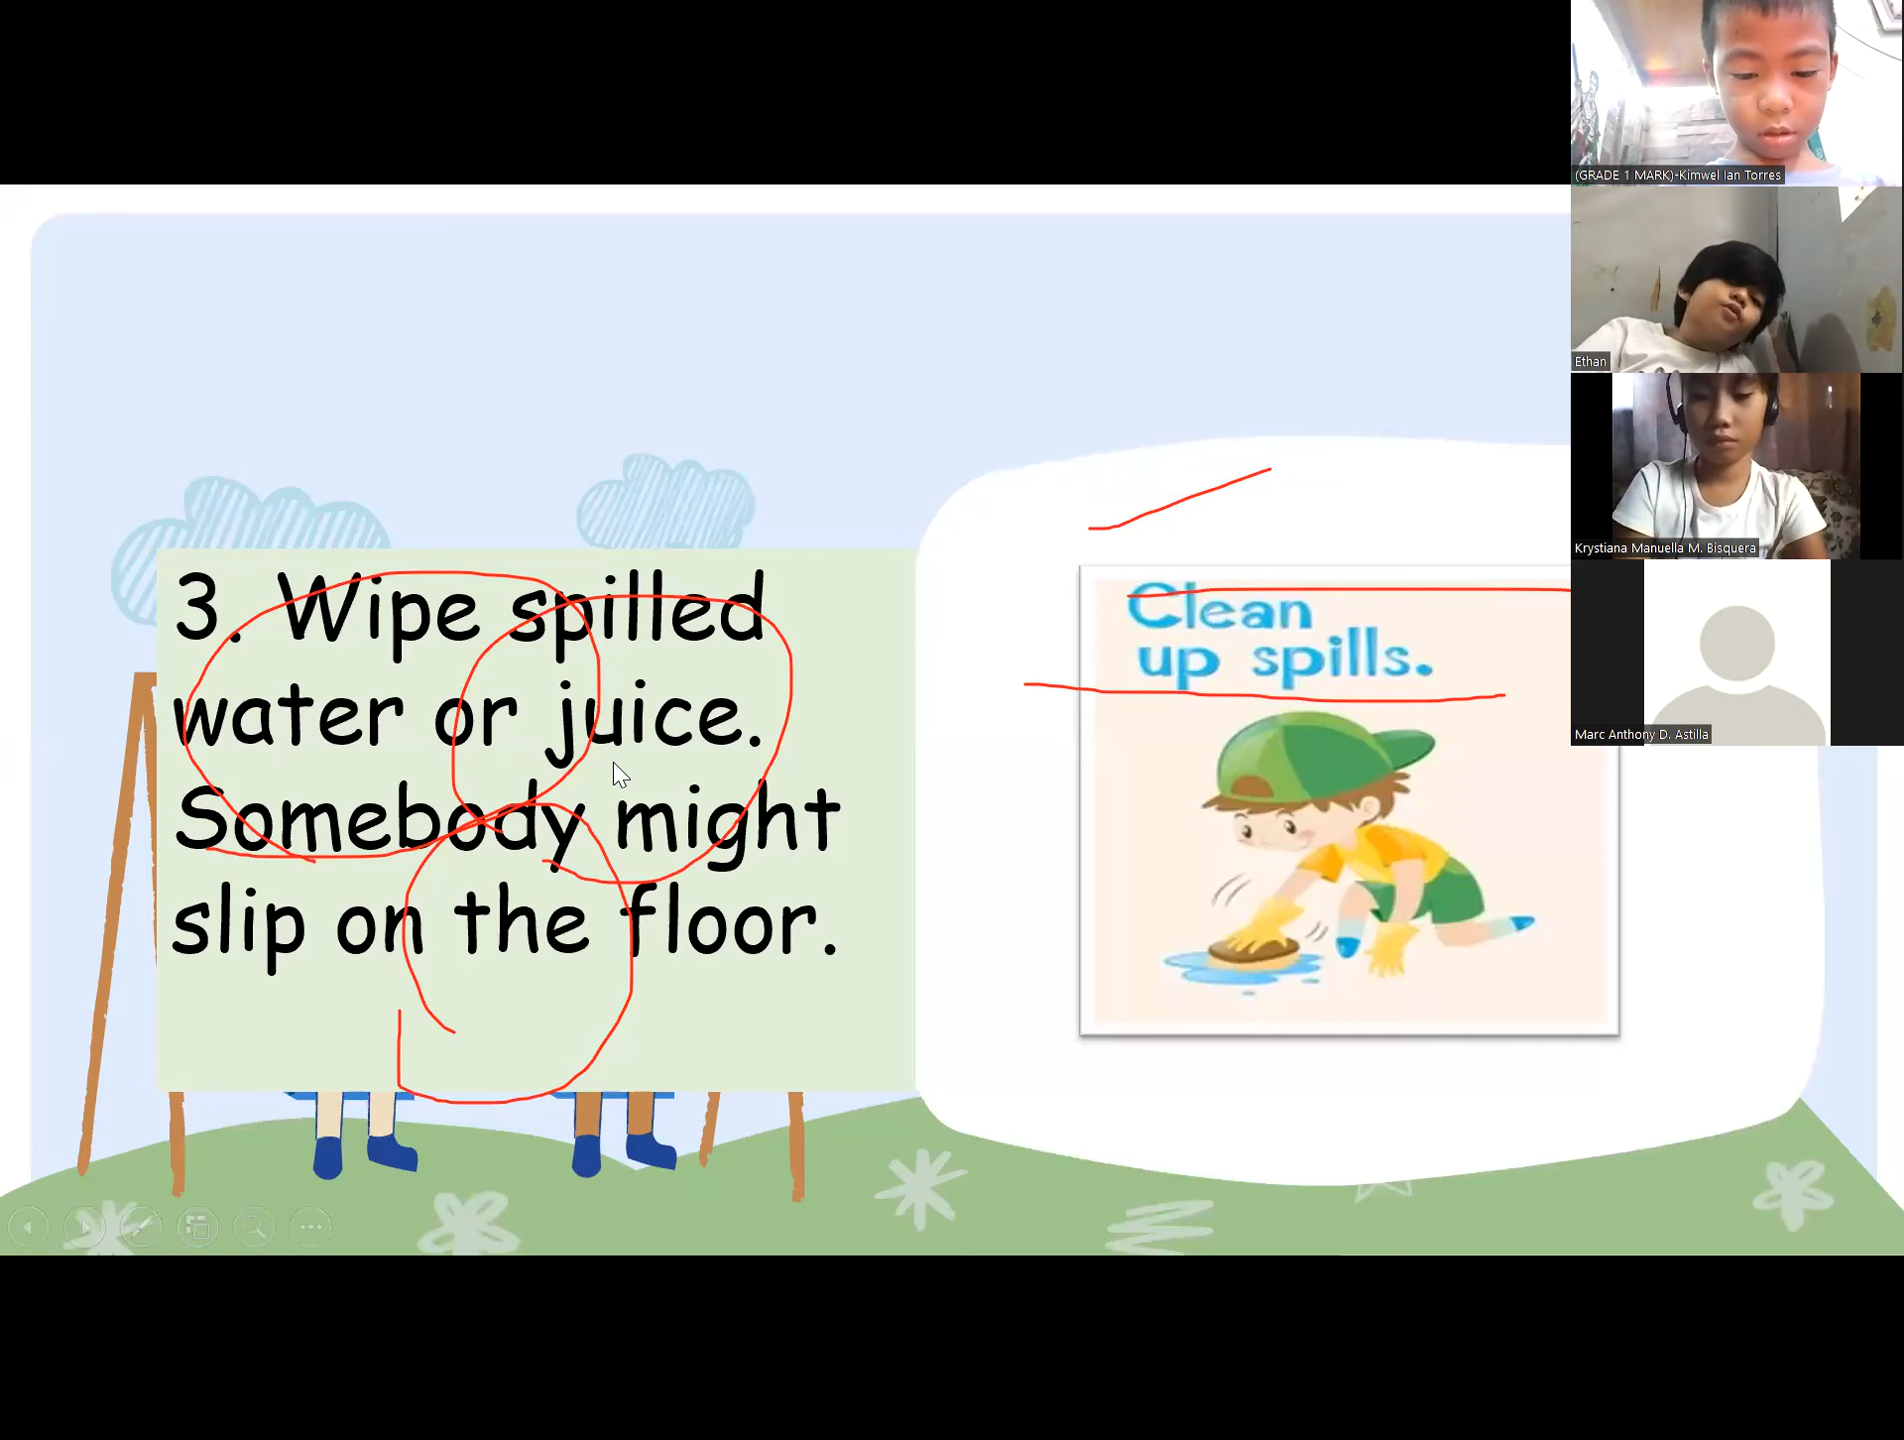 3. Wipe spilled
water or juice.
Somebody might
slip on the floor.
Clean
up spills.
(GRADE 1 MARK)-Kimwel Ian Torres
Ethan
Krystiana Manuella M. Bisquera
Marc Anthony D. Astilla